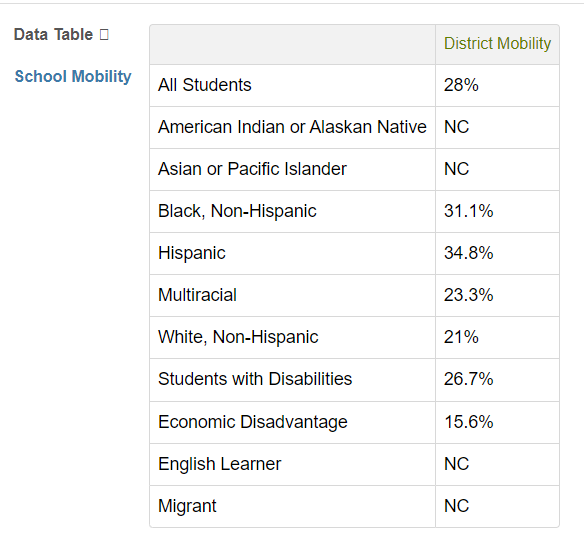 Data Table
School Mobility
District Mobility
All Students 28%
American Indian or Alaskan Native NC
Asian or Pacific Islander NC
Black, Non-Hispanic 31.1%
Hispanic 34.8%
Multiracial 23.3%
White, Non-Hispanic 21%
Students with Disabilities 26.7%
Economic Disadvantage 15.6%
English Learner NC
Migrant NC